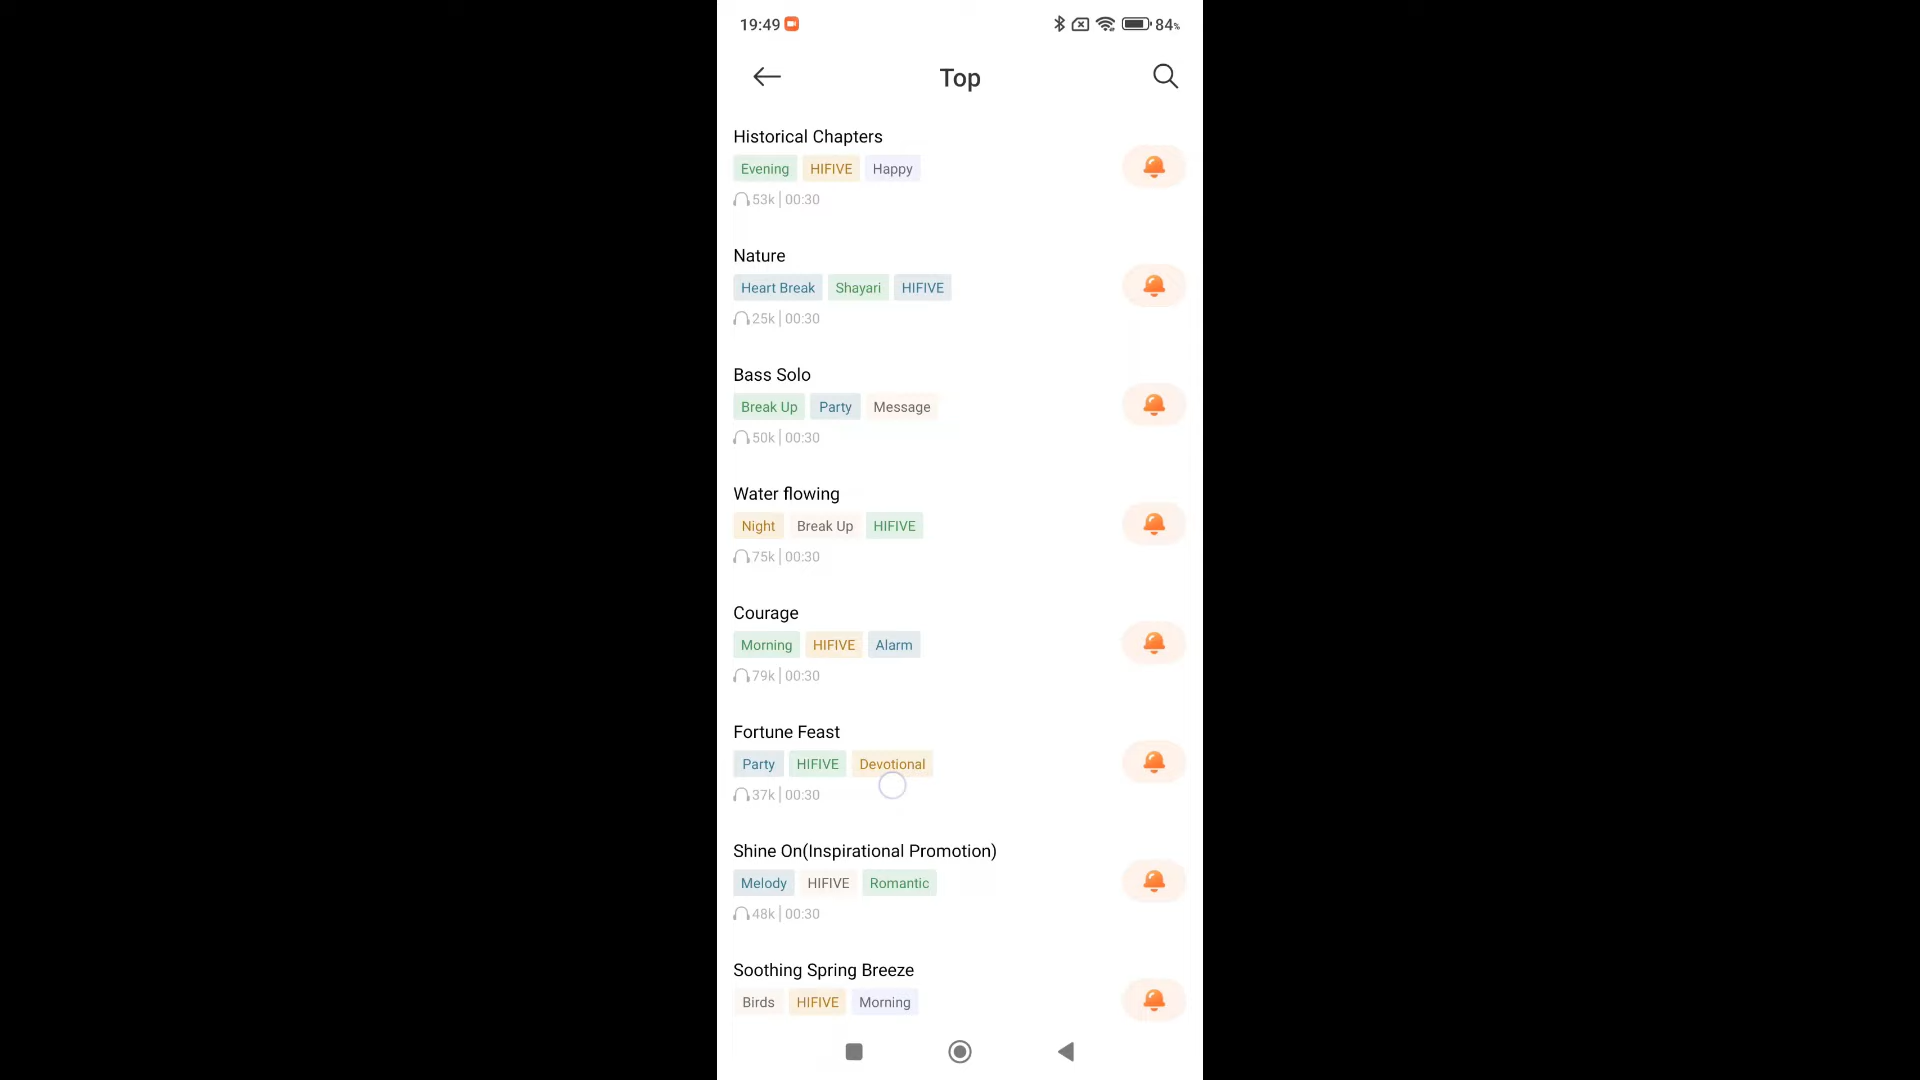 19:49 84%
Top
Historical Chapters
Evening HIFIVE Happy
53k | 00:30
Nature
Heart Break Shayari HIFIVE
25k | 00:30
Bass Solo
Break Up Party Message
50k | 00:30
Water flowing
Night Break Up HIFIVE
75k | 00:30
Courage
Morning HIFIVE Alarm
79k | 00:30
Fortune Feast
Party HIFIVE Devotional
37k | 00:30
Shine On(Inspirational Promotion)
Melody HIFIVE Romantic
48k | 00:30
Soothing Spring Breeze
Birds HIFIVE Morning